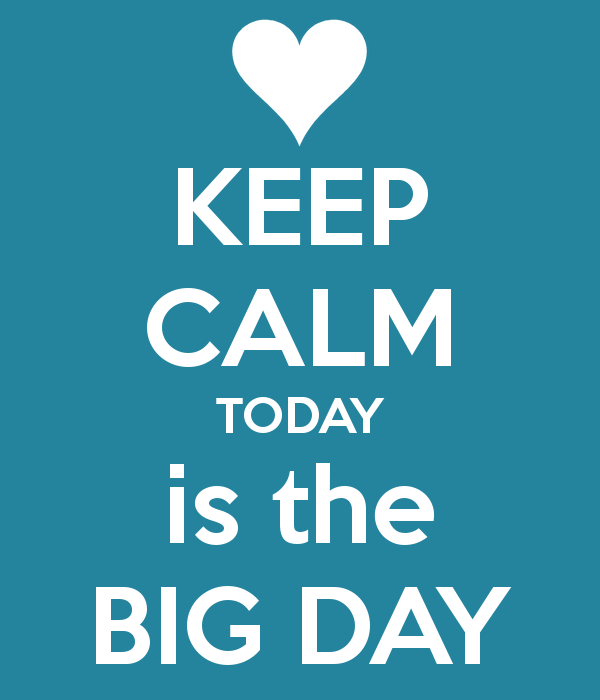 KEEP
CALM
TODAY
is the
BIG DAY